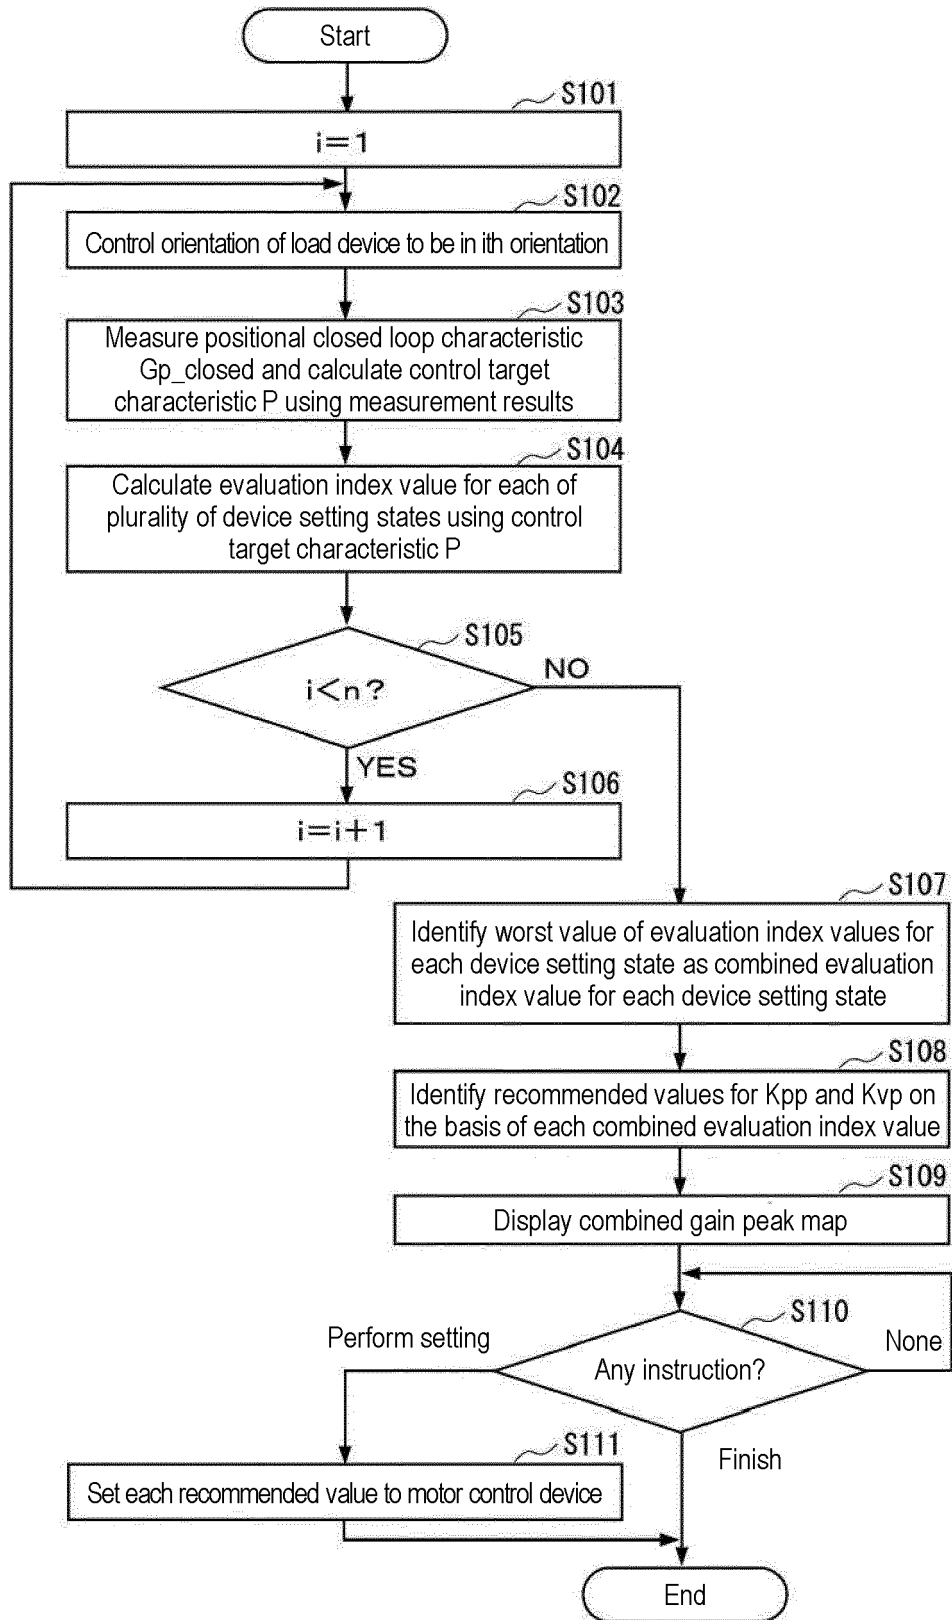 Start
S101
i=1
S102
Control orientation of load device to be in ith orientation
S103
Measure positional closed loop characteristic
Gp_closed and calculate control target
characteristic P using measurement results
S104
Calculate evaluation index value for each of
plurality of device setting states using control
target characteristic P
S105
i<n?
NO
YES
S106
i=i+1
S107
Identify worst value of evaluation index values for
each device setting state as combined evaluation
index value for each device setting state
S108
Identify recommended values for Kpp and Kvp on
the basis of each combined evaluation index value
S109
Display combined gain peak map
S110
Perform setting
None
Any instruction?
S111
Finish
Set each recommended value to motor control device
End